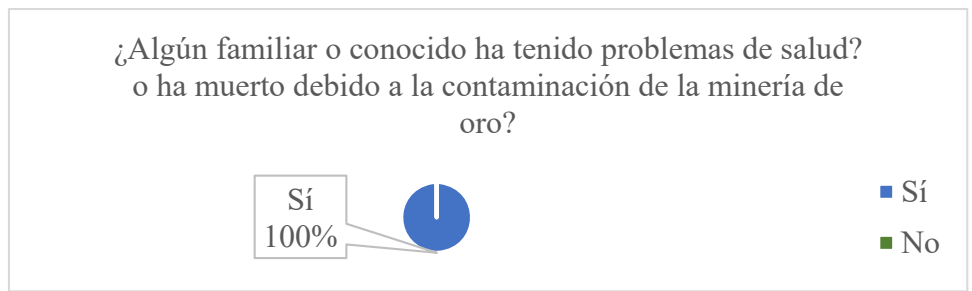 ¿Algún familiar o conocido ha tenido problemas de salud?
o ha muerto debido a la contaminación de la minería de
oro?
Sí
100%
Sí
No